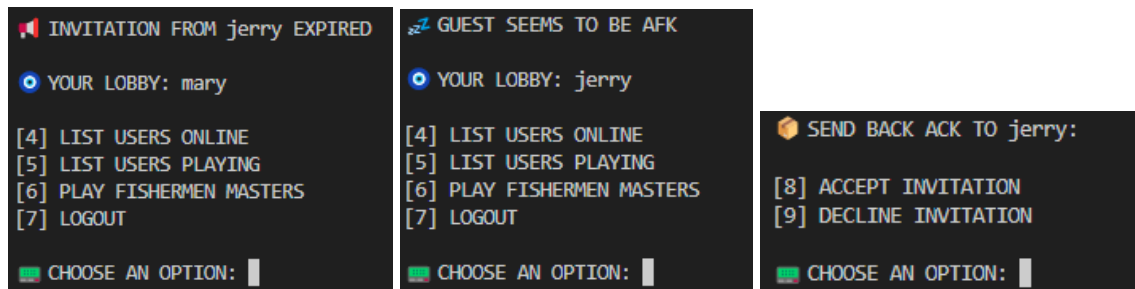 📢 INVITATION FROM jerry EXPIRED
🧿 YOUR LOBBY: mary
[4] LIST USERS ONLINE
[5] LIST USERS PLAYING
[6] PLAY FISHERMEN MASTERS
[7] LOGOUT
📟 CHOOSE AN OPTION:
💤 GUEST SEEMS TO BE AFK
🧿 YOUR LOBBY: jerry
[4] LIST USERS ONLINE
[5] LIST USERS PLAYING
[6] PLAY FISHERMEN MASTERS
[7] LOGOUT
📟 CHOOSE AN OPTION:
📦 SEND BACK ACK TO jerry:
[8] ACCEPT INVITATION
[9] DECLINE INVITATION
📟 CHOOSE AN OPTION: